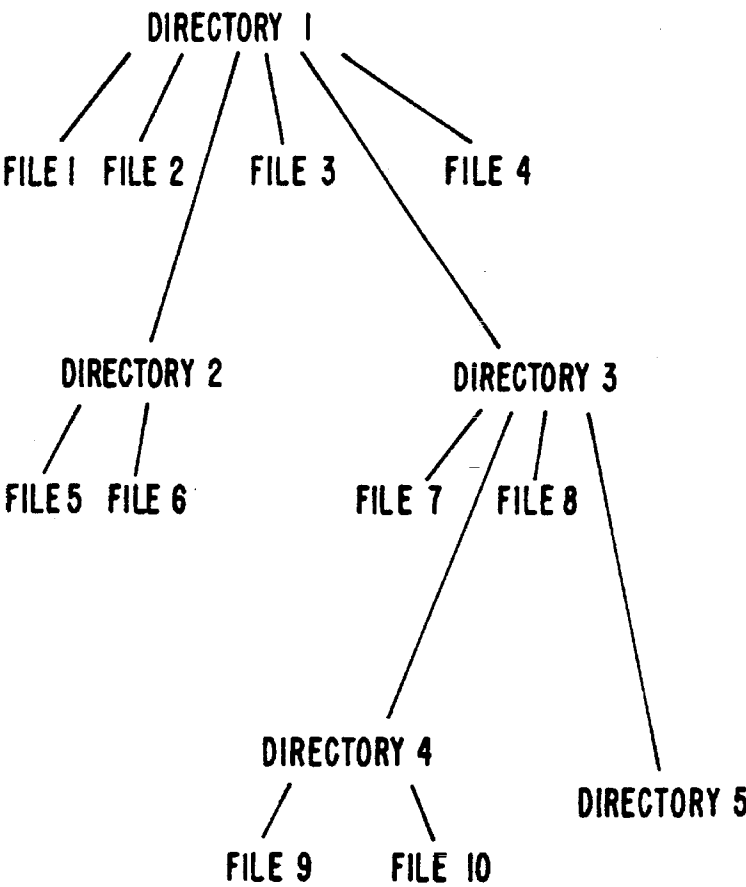 DIRECTORY 1
FILE 1 FILE 2 FILE 3 FILE 4
DIRECTORY 2 DIRECTORY 3
FILE 5 FILE 6 FILE 7 FILE 8
DIRECTORY 4
DIRECTORY 5
FILE 9 FILE 10